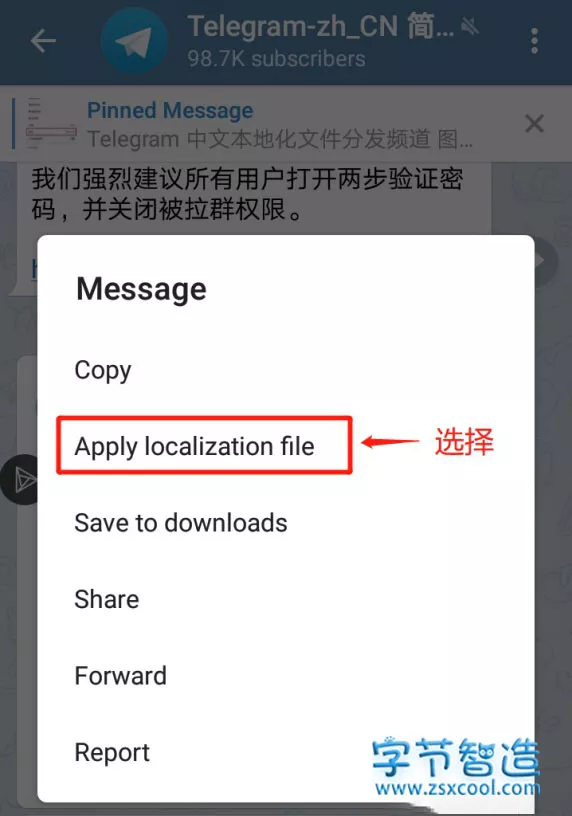 Telegram-zh_CN 简...
98.7K subscribers
Pinned Message
Telegram 中文本地化文件分发频道 图...
我们强烈建议所有用户打开两步验证密
码，并关闭被拉群权限。
Message
Copy
Apply localization file
选择
Save to downloads
Share
Forward
Report
字节智造
www.zsxcool.com